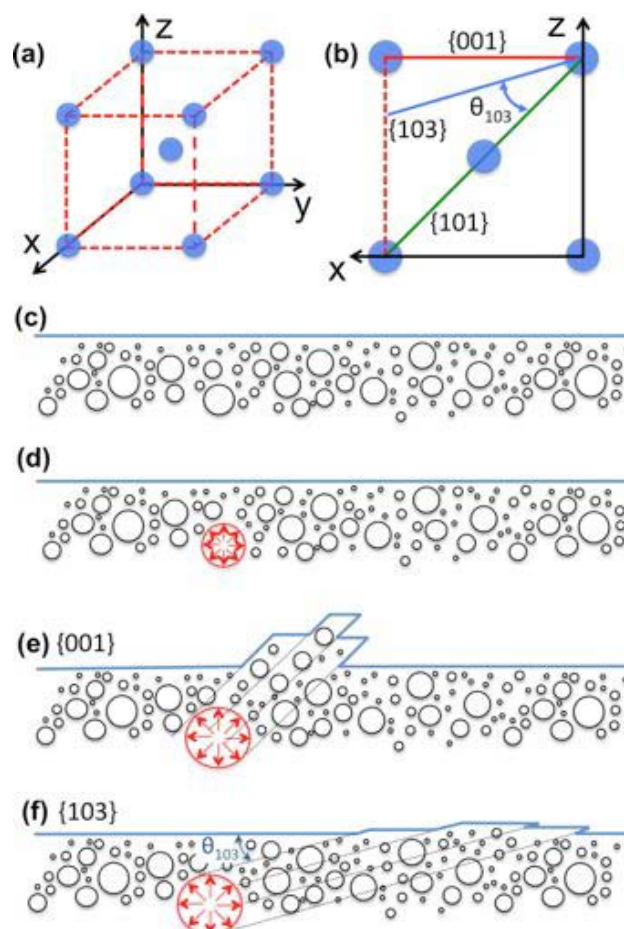 (a)
z
y
x
(b)
z
{001}
θ103
{103}
{101}
x
(c)
(d)
(e) {001}
(f) {103}
θ103